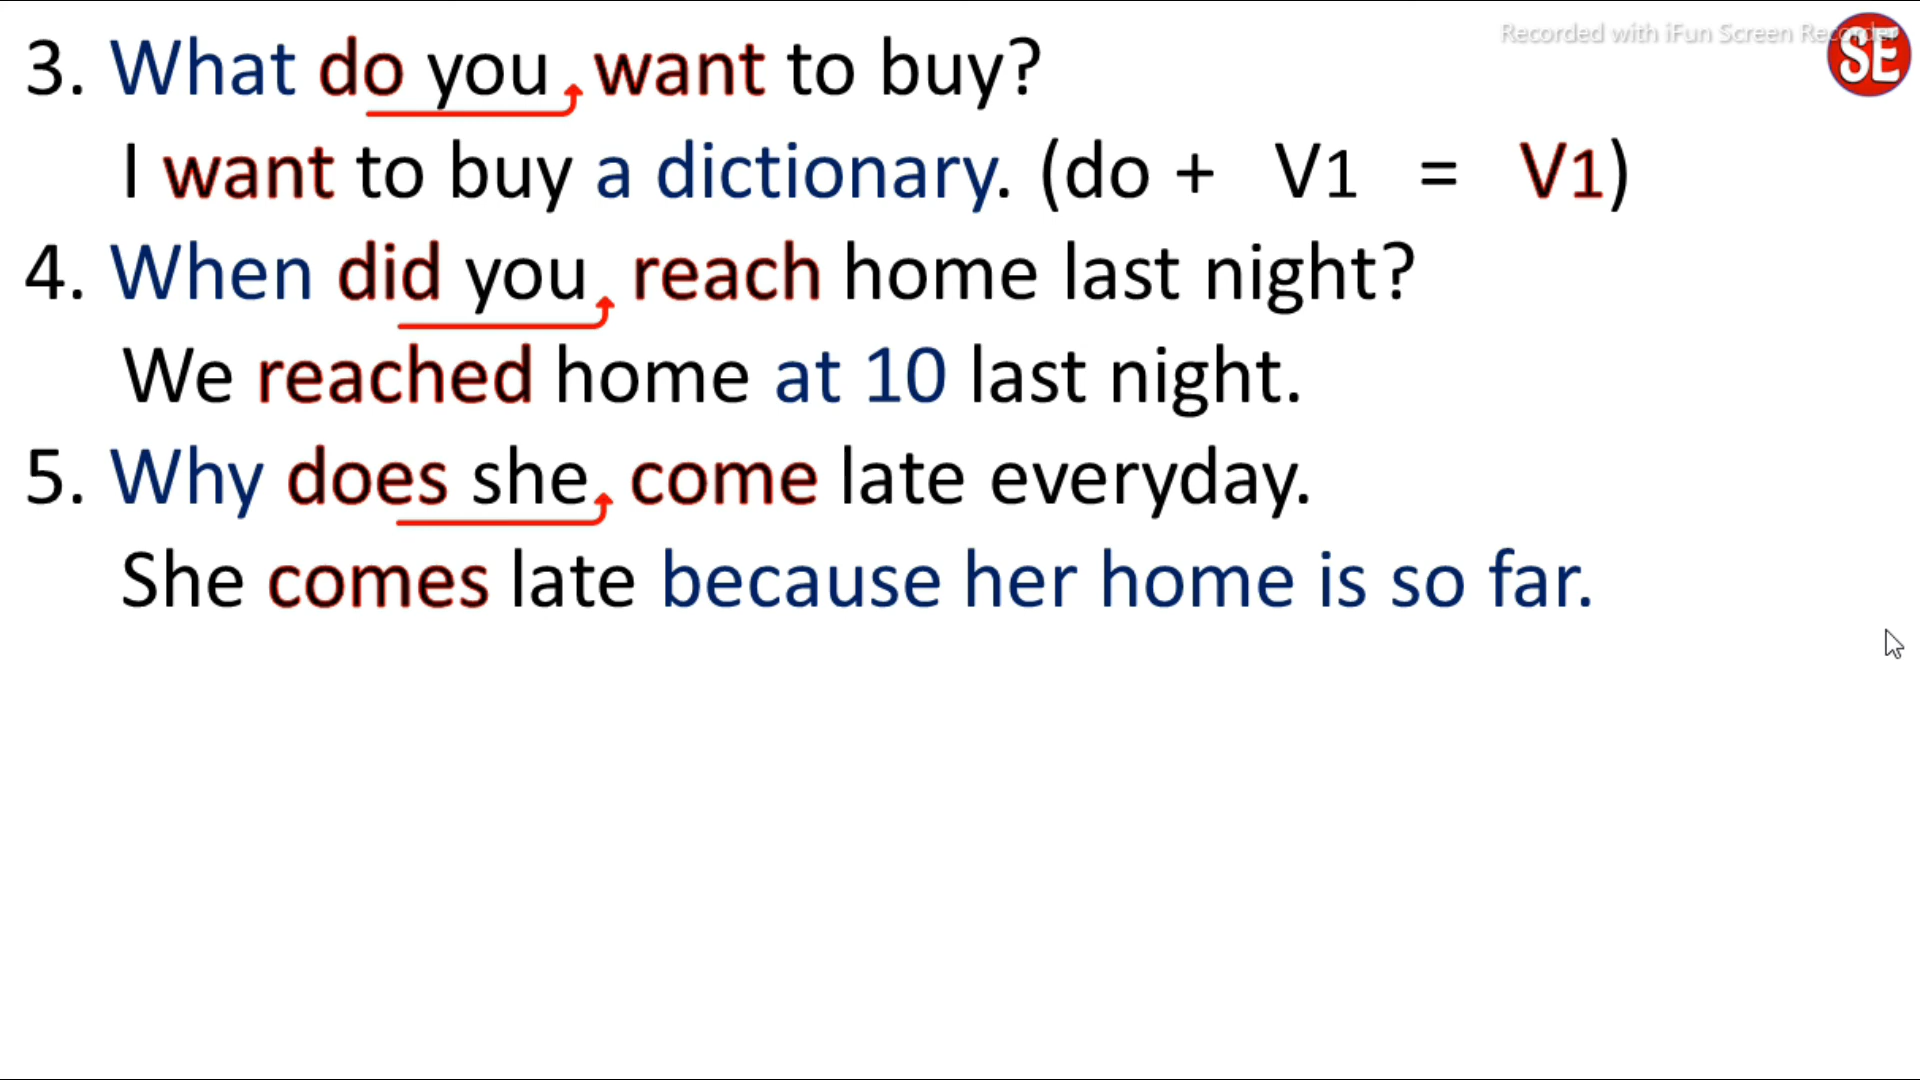 Recorded with iFun Screen Recorder
SE
3. What do you want to buy?
I want to buy a dictionary. (do + V1 = V1)
4. When did you reach home last night?
We reached home at 10 last night.
5. Why does she come late everyday.
She comes late because her home is so far.